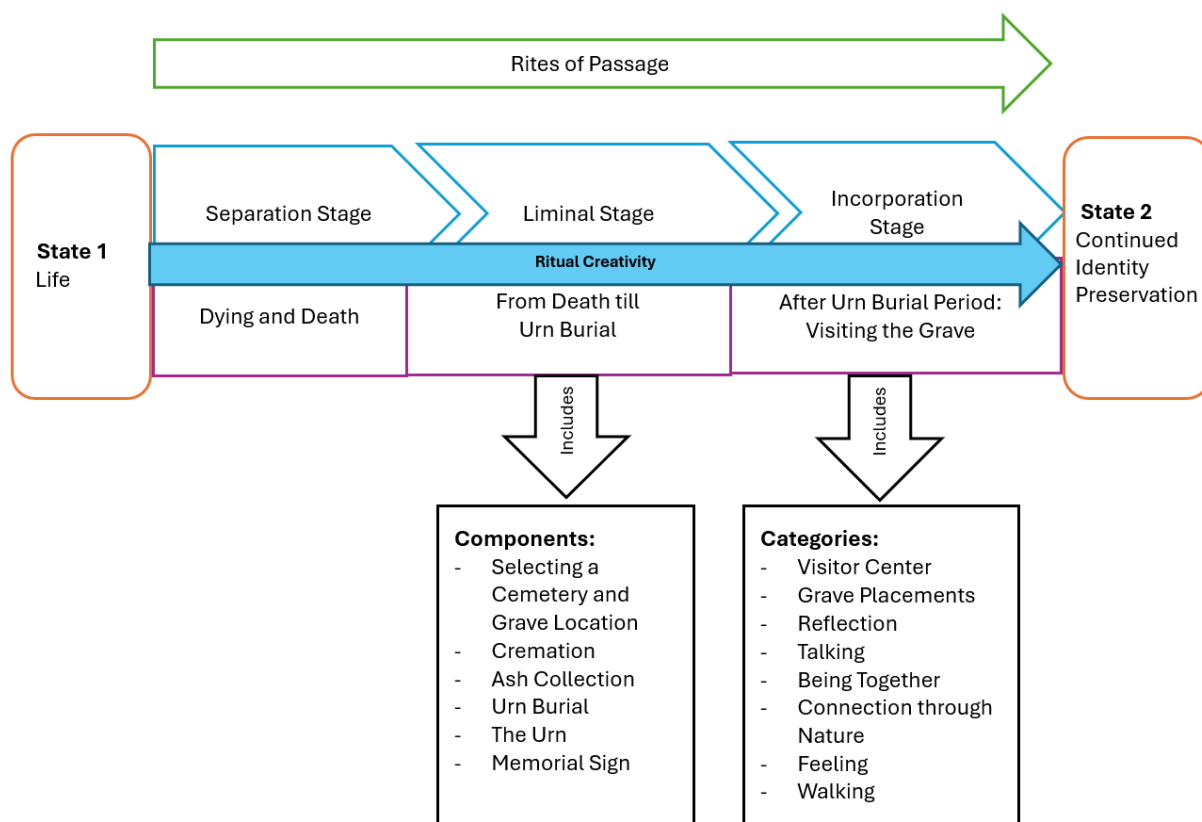 Rites of Passage
State 1
Life
Separation Stage
Liminal Stage
Incorporation
Stage
State 2
Continued
Identity
Preservation
Ritual Creativity
Dying and Death
From Death till
Urn Burial
After Urn Burial Period:
Visiting the Grave
Includes
Includes
Components:
- Selecting a
Cemetery and
Grave Location
- Cremation
- Ash Collection
- Urn Burial
- The Urn
- Memorial Sign
Categories:
- Visitor Center
- Grave Placements
- Reflection
- Talking
- Being Together
- Connection through
Nature
- Feeling
- Walking